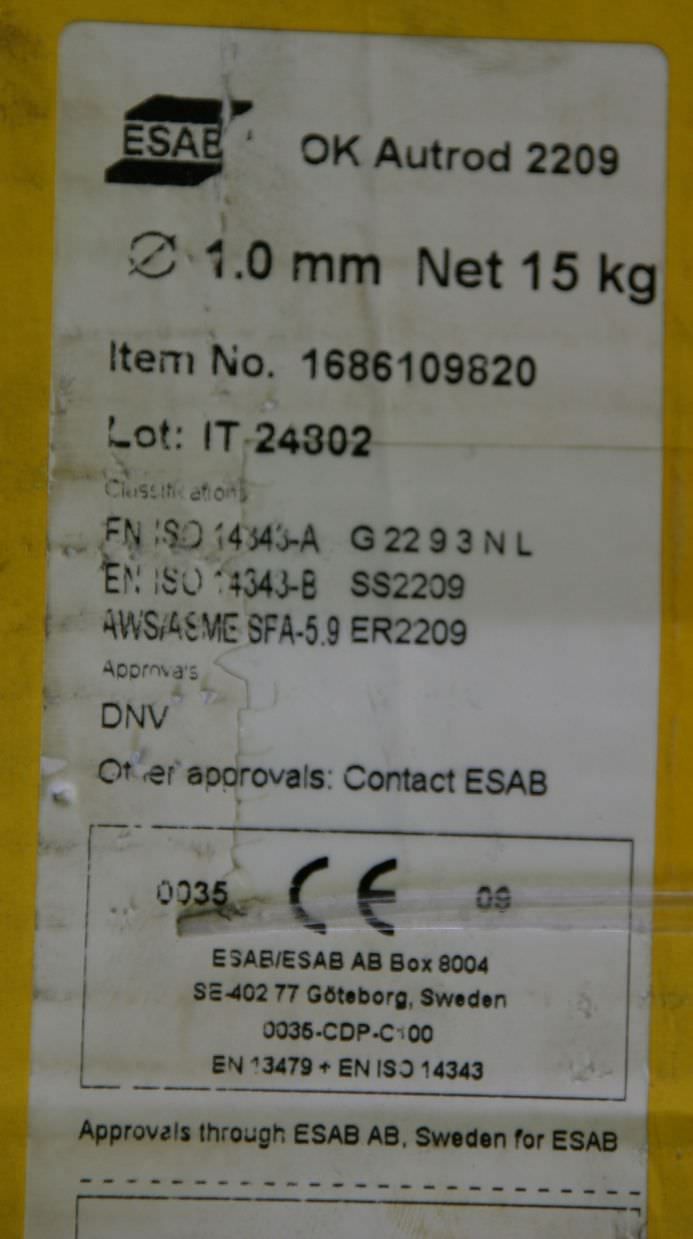 ESAB
OK Autrod 2209
⌀ 1.0 mm Net 15 kg
Item No. 1686109820
Lot: IT 24302
Classifications
EN ISO 14343-A G 22 9 3 N L
EN ISO 14343-B SS2209
AWS/ASME SFA-5.9 ER2209
Approvals
DNV
Other approvals: Contact ESAB
0035 CE 09
ESAB/ESAB AB Box 8004
SE-402 77 Göteborg, Sweden
0035-CDP-C100
EN 13479 + EN ISO 14343
Approvals through ESAB AB, Sweden for ESAB